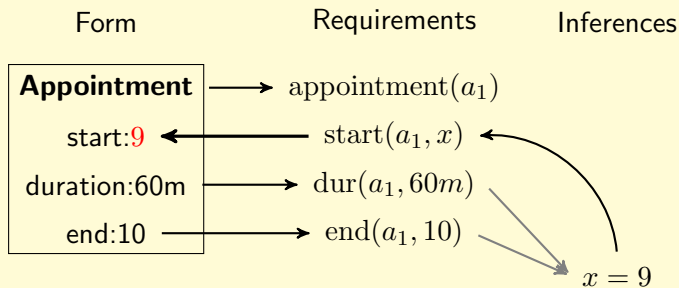 Form Requirements Inferences
Appointment appointment(a₁)
start:9 start(a₁, x)
duration:60m dur(a₁, 60m)
end:10 end(a₁, 10)
x = 9